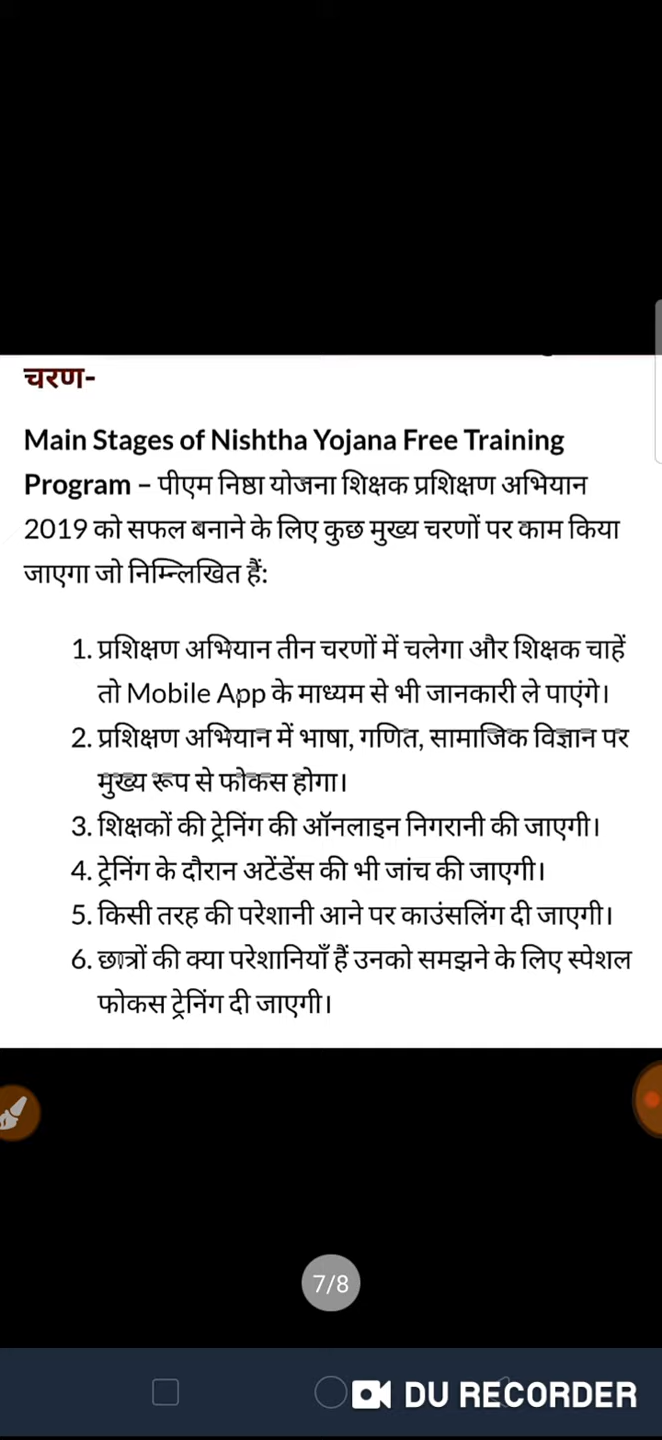 चरण-
Main Stages of Nishtha Yojana Free Training
Program – पीएम निष्ठा योजना शिक्षक प्रशिक्षण अभियान
2019 को सफल बनाने के लिए कुछ मुख्य चरणों पर काम किया
जाएगा जो निम्न्लिखित हैं:
1. प्रशिक्षण अभियान तीन चरणों में चलेगा और शिक्षक चाहें
तो Mobile App के माध्यम से भी जानकारी ले पाएंगे।
2. प्रशिक्षण अभियान में भाषा, गणित, सामाजिक विज्ञान पर
मुख्य रूप से फोकस होगा।
3. शिक्षकों की ट्रेनिंग की ऑनलाइन निगरानी की जाएगी।
4. ट्रेनिंग के दौरान अटेंडेंस की भी जांच की जाएगी।
5. किसी तरह की परेशानी आने पर काउंसलिंग दी जाएगी।
6. छात्रों की क्या परेशानियाँ हैं उनको समझने के लिए स्पेशल
फोकस ट्रेनिंग दी जाएगी।
7/8
DU RECORDER